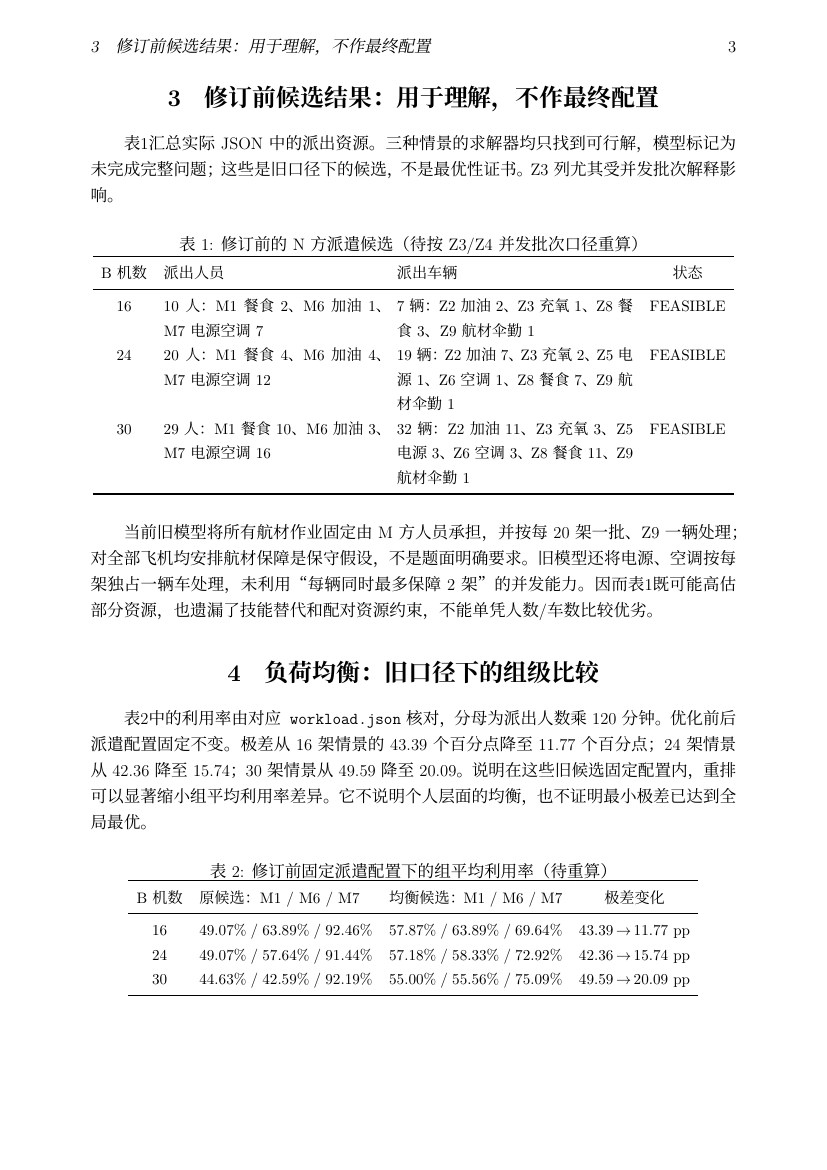 3 修订前候选结果：用于理解，不作最终配置 3
3 修订前候选结果：用于理解，不作最终配置
表1汇总实际 JSON 中的派出资源。三种情景的求解器均只找到可行解，模型标记为
未完成完整问题；这些是旧口径下的候选，不是最优性证书。Z3 列尤其受并发批次解释影
响。
表 1: 修订前的 N 方派遣候选（待按 Z3/Z4 并发批次口径重算）
B 机数 派出人员 派出车辆 状态
16 10 人：M1 餐食 2、M6 加油 1、 7 辆：Z2 加油 2、Z3 充氧 1、Z8 餐 FEASIBLE
M7 电源空调 7 食 3、Z9 航材伞勤 1
24 20 人：M1 餐食 4、M6 加油 4、 19 辆：Z2 加油 7、Z3 充氧 2、Z5 电 FEASIBLE
M7 电源空调 12 源 1、Z6 空调 1、Z8 餐食 7、Z9 航
材伞勤 1
30 29 人：M1 餐食 10、M6 加油 3、 32 辆：Z2 加油 11、Z3 充氧 3、Z5 FEASIBLE
M7 电源空调 16 电源 3、Z6 空调 3、Z8 餐食 11、Z9
航材伞勤 1
当前旧模型将所有航材作业固定由 M 方人员承担，并按每 20 架一批、Z9 一辆处理；
对全部飞机均安排航材保障是保守假设，不是题面明确要求。旧模型还将电源、空调按每
架独占一辆车处理，未利用“每辆同时最多保障 2 架”的并发能力。因而表1既可能高估
部分资源，也遗漏了技能替代和配对资源约束，不能单凭人数/车数比较优劣。
4 负荷均衡：旧口径下的组级比较
表2中的利用率由对应 workload.json 核对，分母为派出人数乘 120 分钟。优化前后
派遣配置固定不变。极差从 16 架情景的 43.39 个百分点降至 11.77 个百分点；24 架情景
从 42.36 降至 15.74；30 架情景从 49.59 降至 20.09。说明在这些旧候选固定配置内，重排
可以显著缩小组平均利用率差异。它不说明个人层面的均衡，也不证明最小极差已达到全
局最优。
表 2: 修订前固定派遣配置下的组平均利用率（待重算）
B 机数 原候选：M1 / M6 / M7 均衡候选：M1 / M6 / M7 极差变化
16 49.07% / 63.89% / 92.46% 57.87% / 63.89% / 69.64% 43.39→11.77 pp
24 49.07% / 57.64% / 91.44% 57.18% / 58.33% / 72.92% 42.36→15.74 pp
30 44.63% / 42.59% / 92.19% 55.00% / 55.56% / 75.09% 49.59→20.09 pp